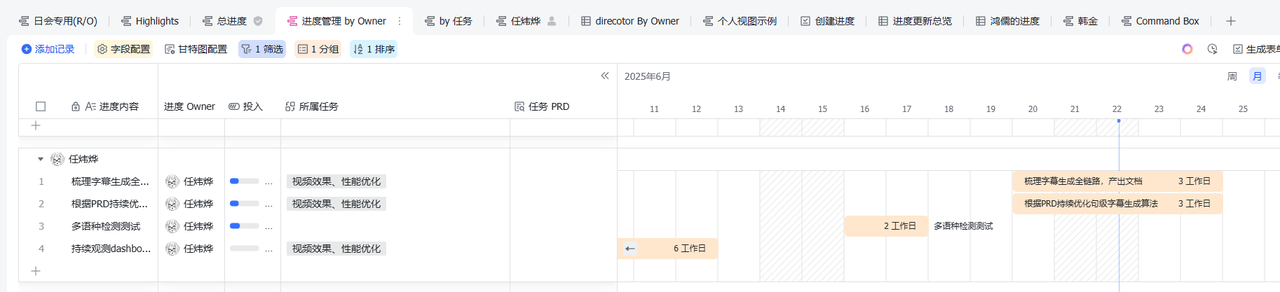 日会专用(R/O) Highlights 总进度 进度管理 by Owner by 任务 任炜烨 direcotor By Owner 个人视图示例 创建进度 进度更新总览 鸿儒的进度 韩金 Command Box
添加记录 字段配置 甘特图配置 1 筛选 1 分组 1 排序 生成表单
2025年6月 周 月
进度内容 进度 Owner 投入 所属任务 任务 PRD 11 12 13 14 15 16 17 18 19 20 21 22 23 24 25
任炜烨
1 梳理字幕生成全... 任炜烨 ... 视频效果、性能优化 梳理字幕生成全链路，产出文档 3 工作日
2 根据PRD持续优... 任炜烨 ... 视频效果、性能优化 根据PRD持续优化句级字幕生成算法 3 工作日
3 多语种检测测试 任炜烨 ... 2 工作日 多语种检测测试
4 持续观测dashbo... 任炜烨 ... 视频效果、性能优化 6 工作日